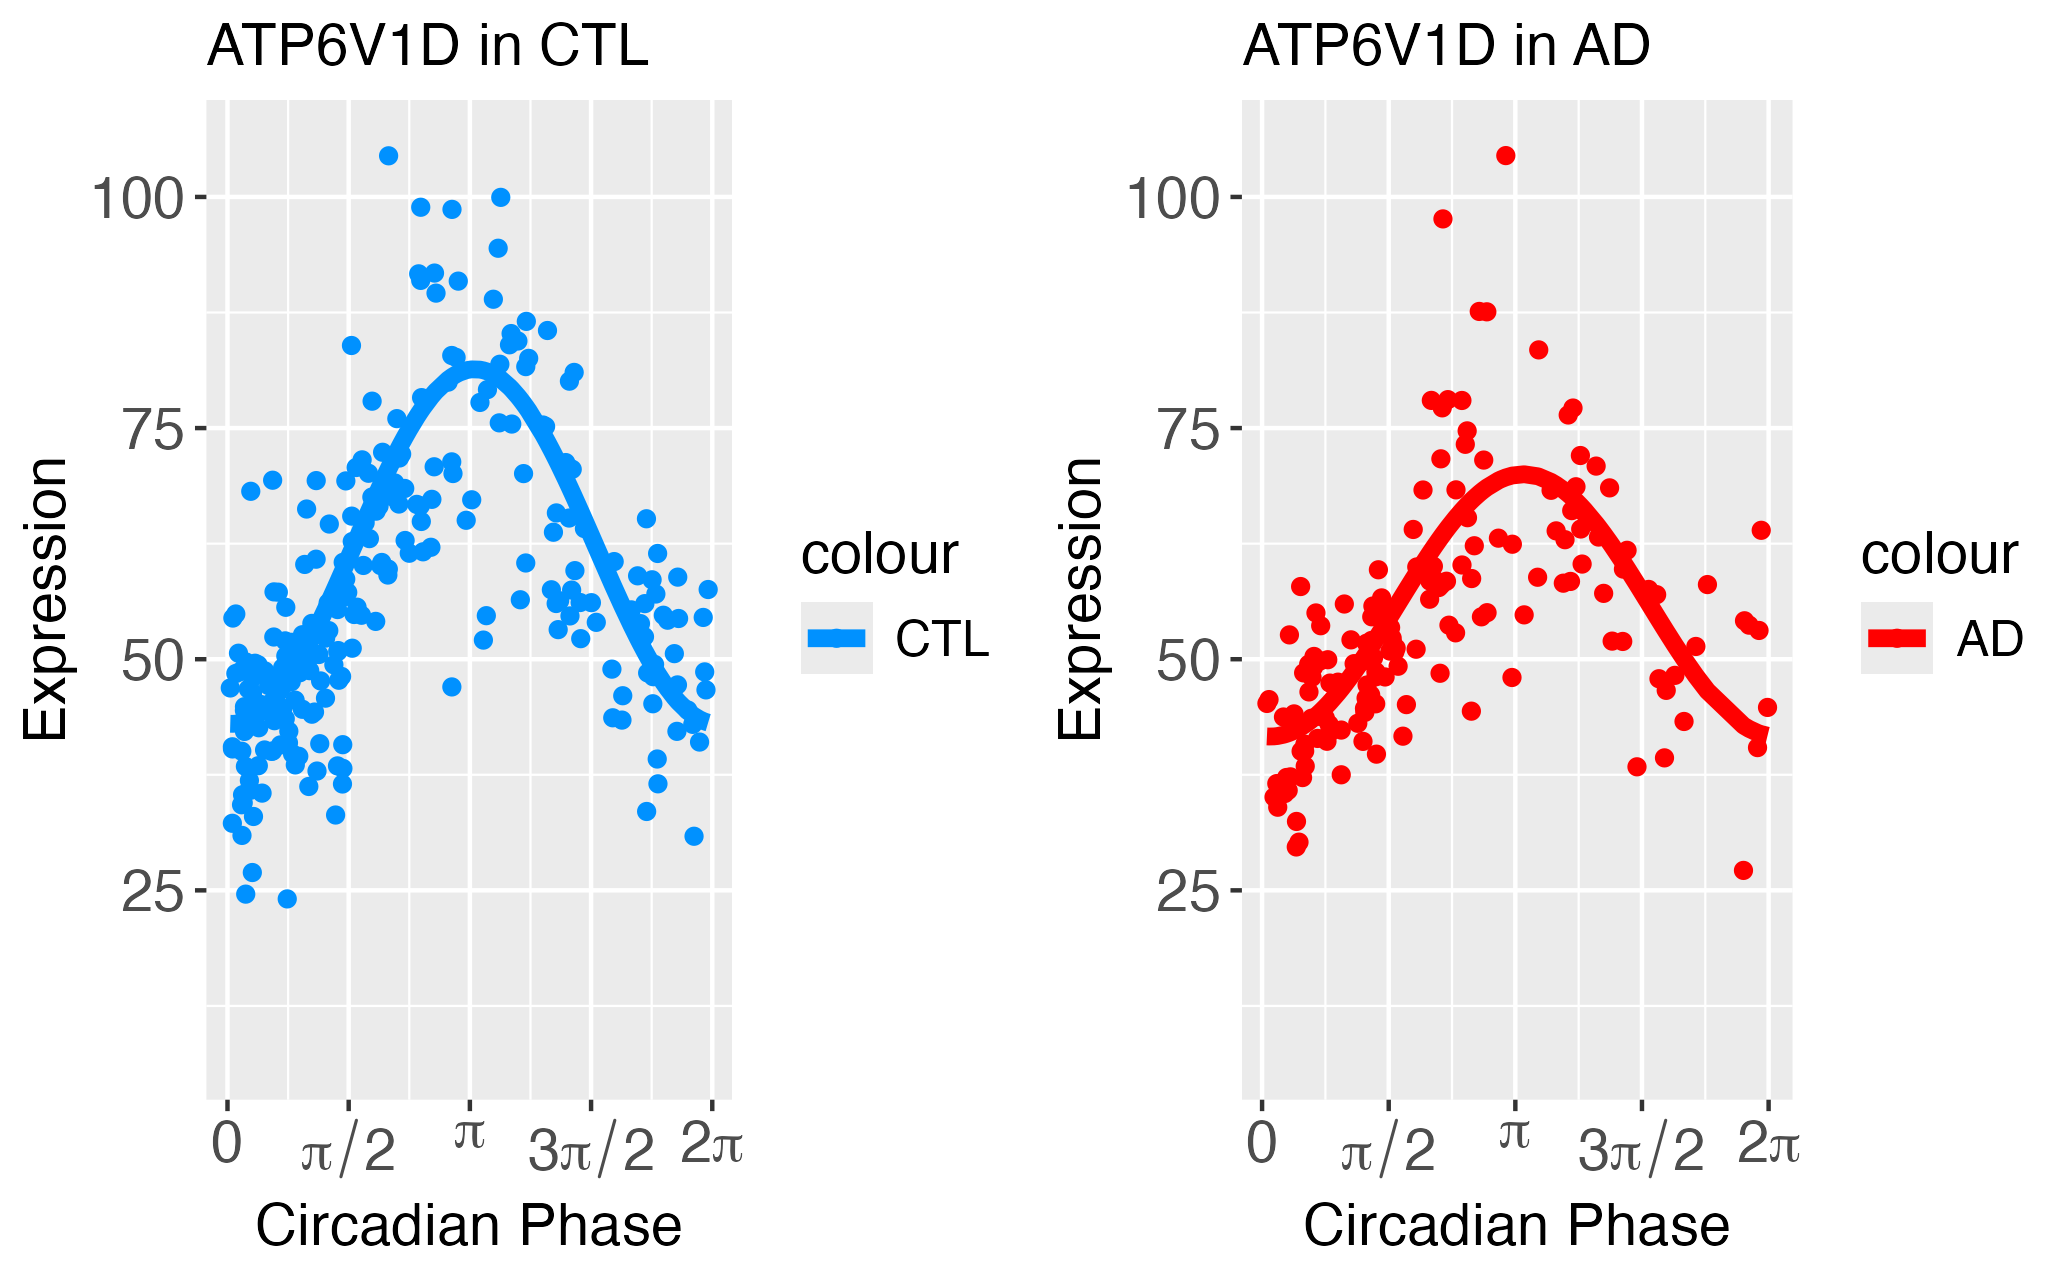 ATP6V1D in CTL
100
75
50
25
Expression
0 π/2 π 3π/2 2π
Circadian Phase
colour
CTL
ATP6V1D in AD
100
75
50
25
Expression
0 π/2 π 3π/2 2π
Circadian Phase
colour
AD